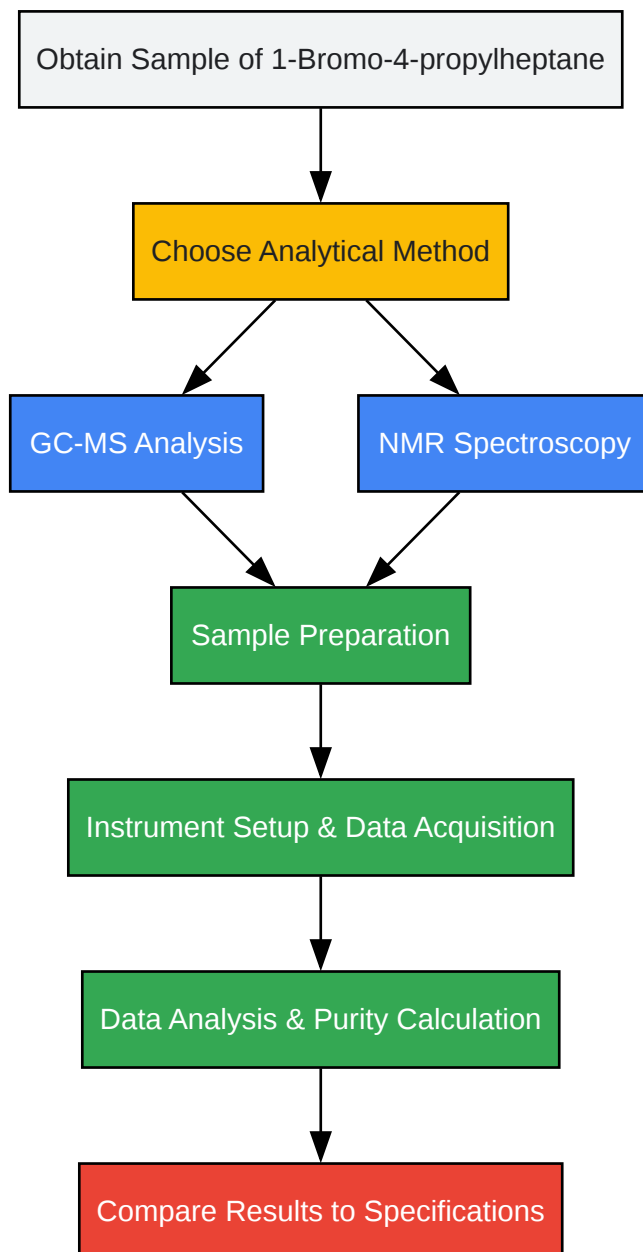 Obtain Sample of 1-Bromo-4-propylheptane
Choose Analytical Method
GC-MS Analysis
NMR Spectroscopy
Sample Preparation
Instrument Setup & Data Acquisition
Data Analysis & Purity Calculation
Compare Results to Specifications